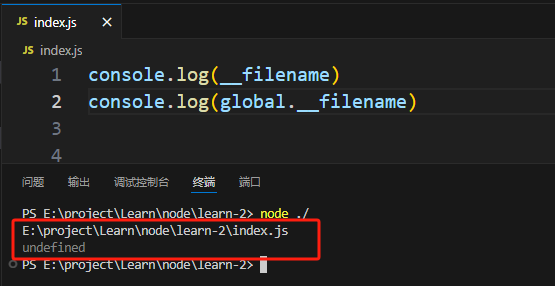 JS index.js ×
JS index.js
1 console.log(__filename)
2 console.log(global.__filename)
3
4
问题 输出 调试控制台 终端 端口
PS E:\project\Learn\node\learn-2> node ./
E:\project\Learn\node\learn-2\index.js
undefined
PS E:\project\Learn\node\learn-2>